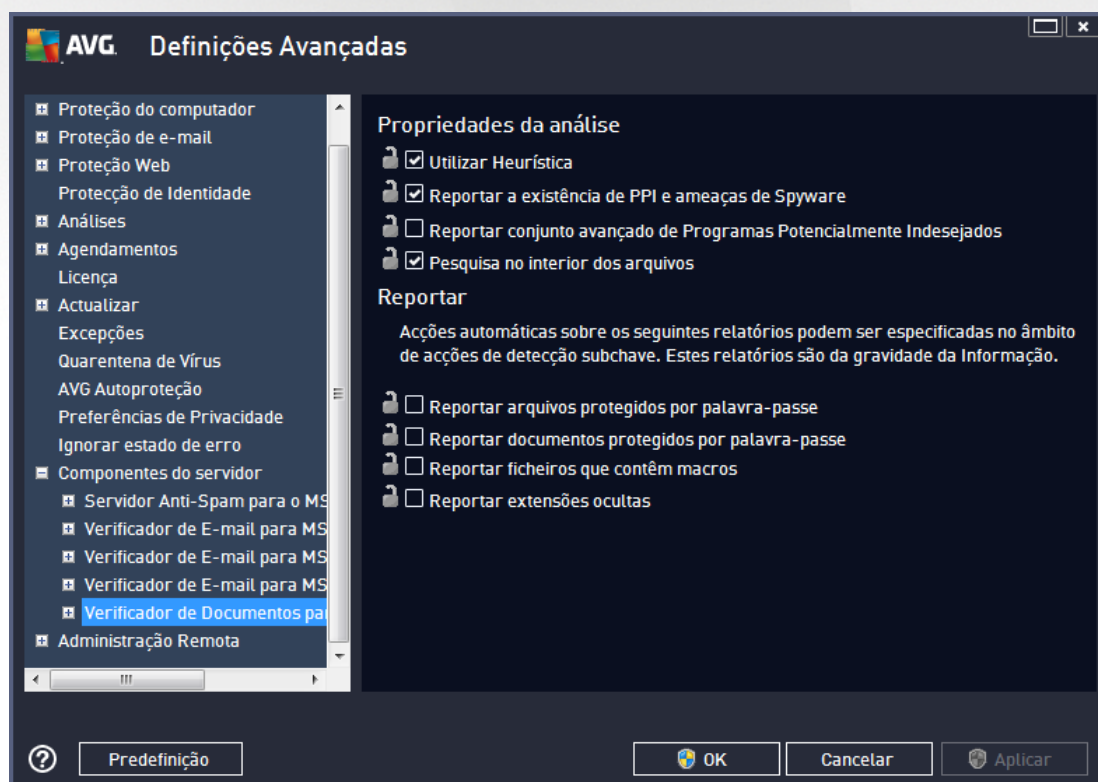 AVG. Definições Avançadas
Proteção do computador
Proteção de e-mail
Proteção Web
Protecção de Identidade
Análises
Agendamentos
Licença
Actualizar
Excepções
Quarentena de Vírus
AVG Autoproteção
Preferências de Privacidade
Ignorar estado de erro
Componentes do servidor
Servidor Anti-Spam para o MS
Verificador de E-mail para MS
Verificador de E-mail para MS
Verificador de E-mail para MS
Verificador de Documentos par
Administração Remota
Propriedades da análise
Utilizar Heurística
Reportar a existência de PPI e ameaças de Spyware
Reportar conjunto avançado de Programas Potencialmente Indesejados
Pesquisa no interior dos arquivos
Reportar
Acções automáticas sobre os seguintes relatórios podem ser especificadas no âmbito
de acções de detecção subchave. Estes relatórios são da gravidade da Informação.
Reportar arquivos protegidos por palavra-passe
Reportar documentos protegidos por palavra-passe
Reportar ficheiros que contêm macros
Reportar extensões ocultas
Predefinição
OK
Cancelar
Aplicar